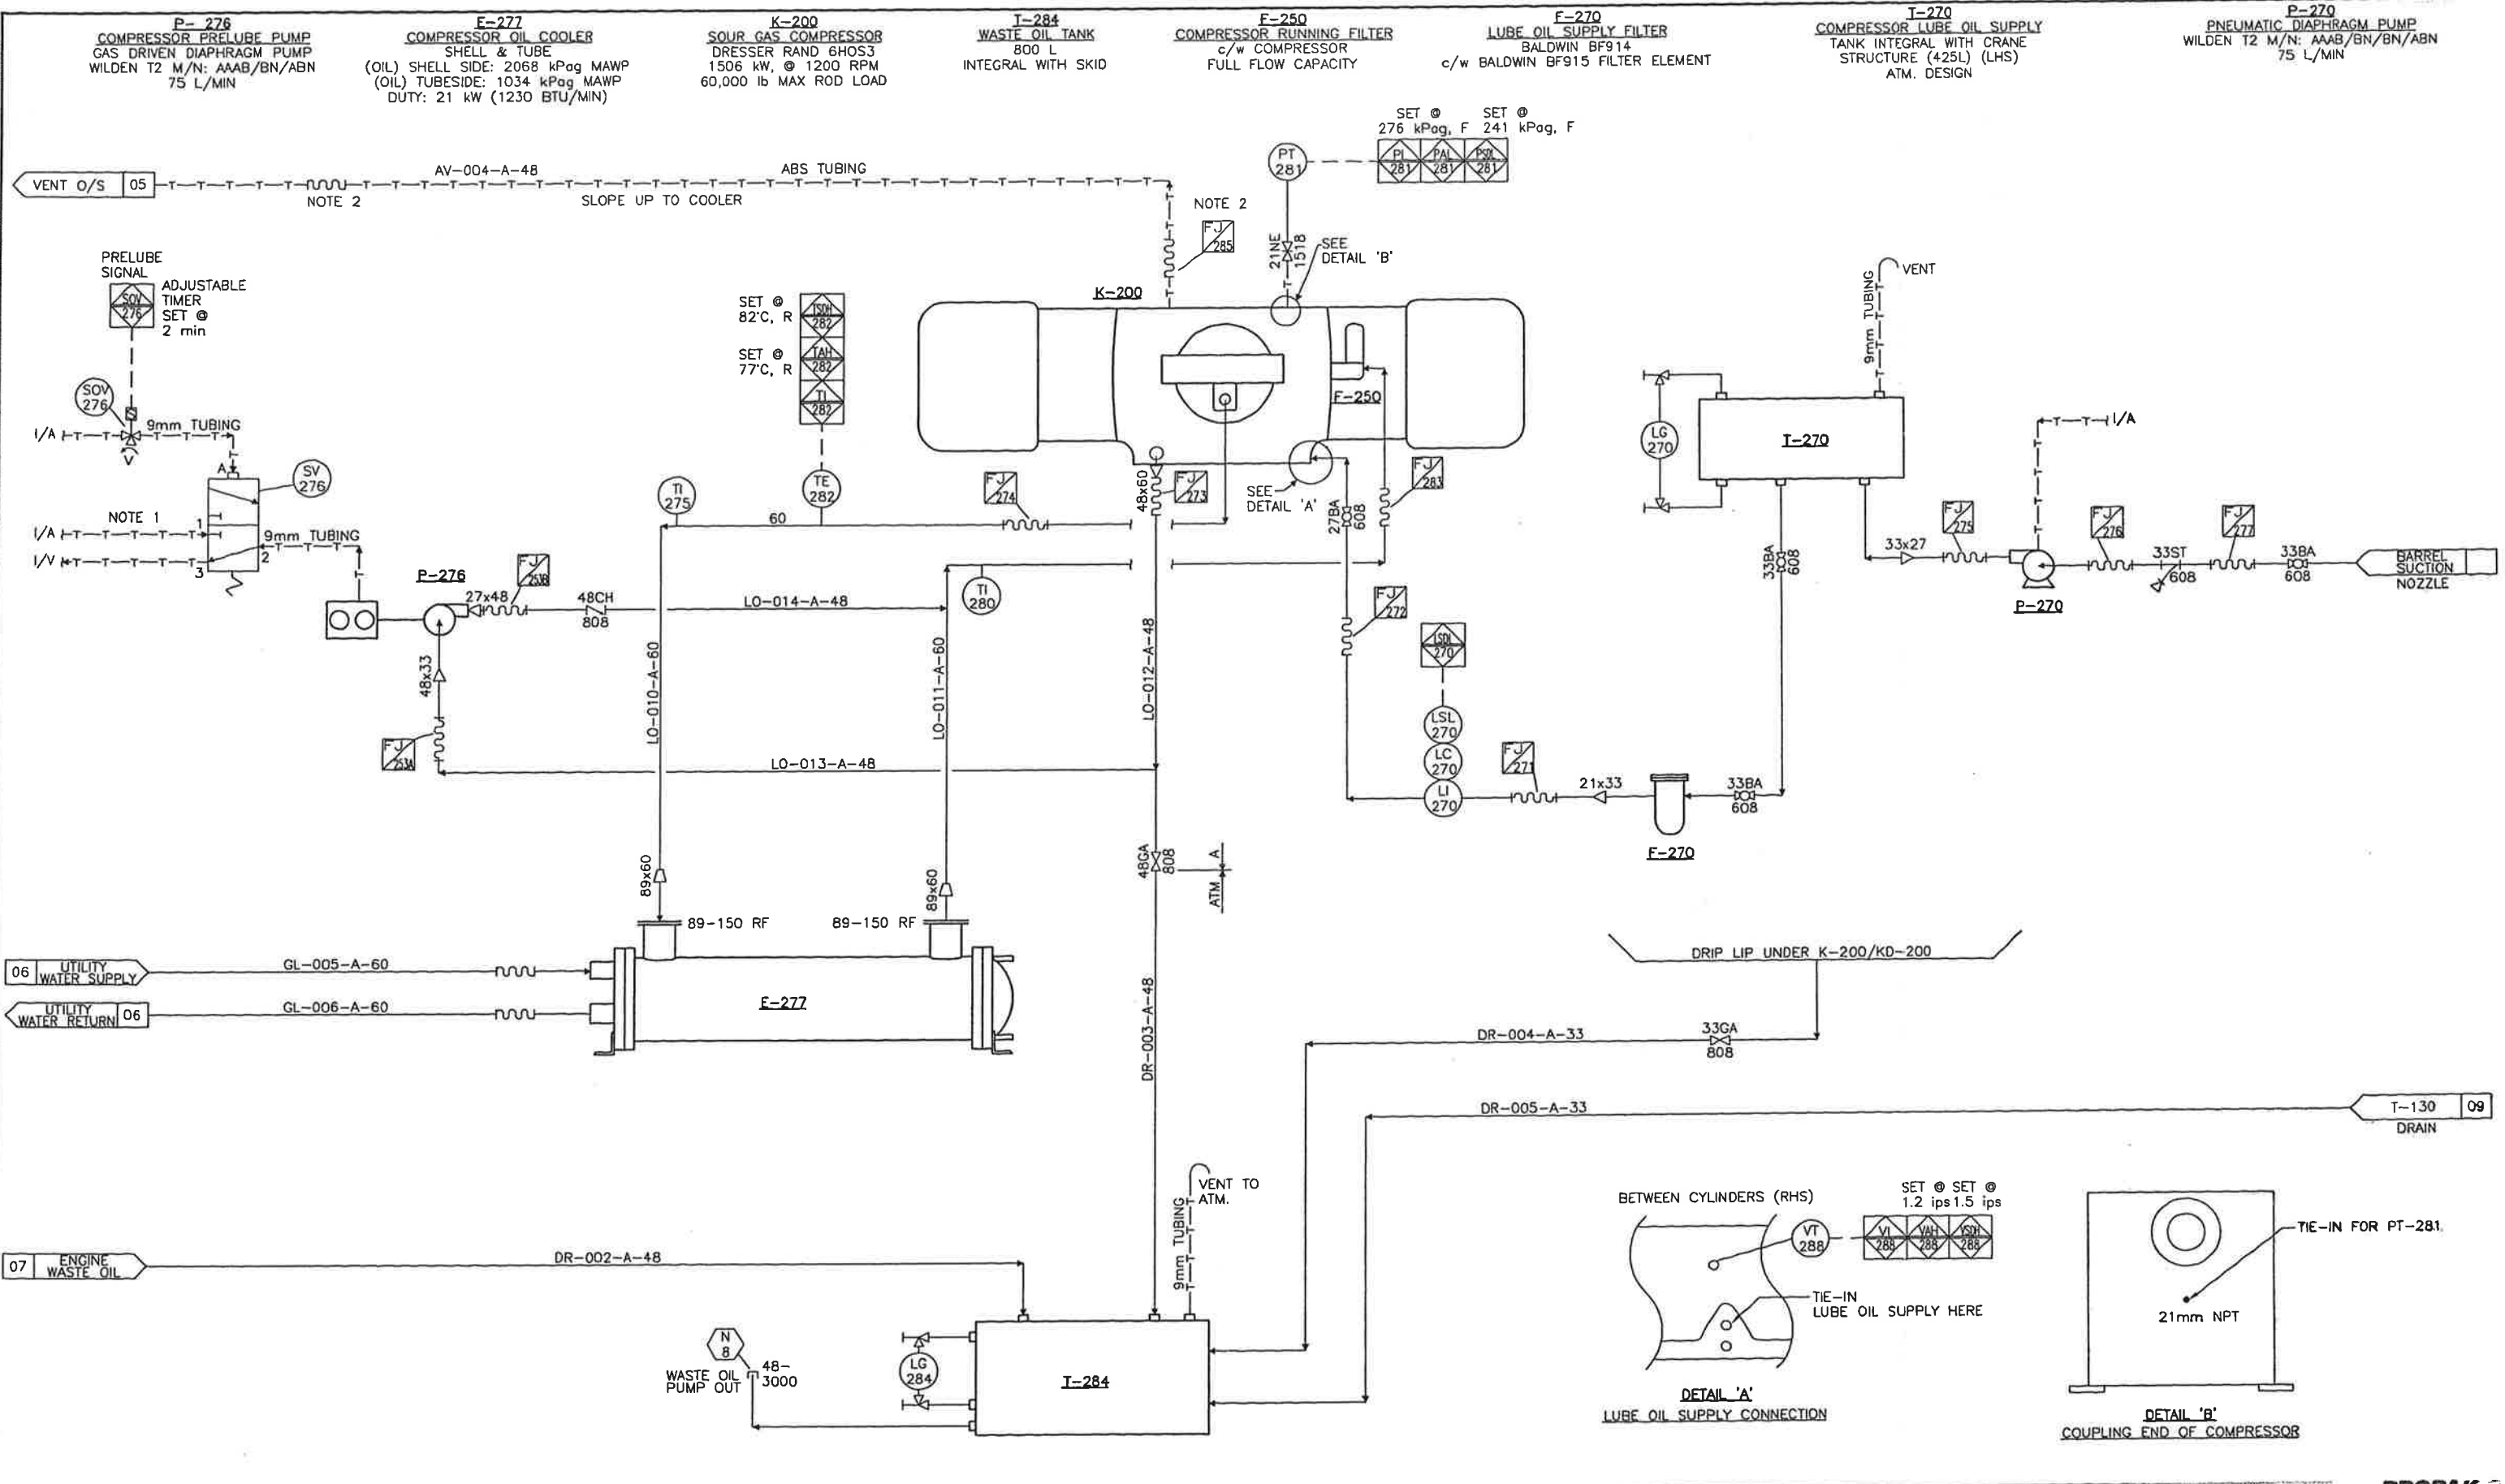 P- 276
COMPRESSOR PRELUBE PUMP
GAS DRIVEN DIAPHRAGM PUMP
WILDEN T2 M/N: AAAB/BN/ABN
75 L/MIN
E-277
COMPRESSOR OIL COOLER
SHELL & TUBE
(OIL) SHELL SIDE: 2068 kPag MAWP
(OIL) TUBESIDE: 1034 kPag MAWP
DUTY: 21 kW (1230 BTU/MIN)
K-200
SOUR GAS COMPRESSOR
DRESSER RAND 6HOS3
1506 kW, @ 1200 RPM
60,000 lb MAX ROD LOAD
T-284
WASTE OIL TANK
800 L
INTEGRAL WITH SKID
F-250
COMPRESSOR RUNNING FILTER
c/w COMPRESSOR
FULL FLOW CAPACITY
F-270
LUBE OIL SUPPLY FILTER
BALDWIN BF914
c/w BALDWIN BF915 FILTER ELEMENT
T-270
COMPRESSOR LUBE OIL SUPPLY
TANK INTEGRAL WITH CRANE
STRUCTURE (425L) (LHS)
ATM. DESIGN
P-270
PNEUMATIC DIAPHRAGM PUMP
WILDEN T2 M/N: AAAB/BN/BN/ABN
75 L/MIN
SET @
276 kPag, F
SET @
241 kPag, F
PT
281
PI
281
PAL
281
PSDL
281
VENT O/S 05
AV-004-A-48
ABS TUBING
NOTE 2
SLOPE UP TO COOLER
NOTE 2
FJ
285
21NE
1518
SEE
DETAIL 'B'
PRELUBE
SIGNAL
SOV
276
ADJUSTABLE
TIMER
SET @
2 min
SOV
276
I/A
9mm TUBING
V
A
SV
276
NOTE 1
I/A
1
I/V
3
2
9mm TUBING
SET @
82°C, R
TSDH
282
SET @
77°C, R
TAH
282
TI
282
TE
282
TI
275
60
K-200
F-250
FJ
274
48x60
FJ
273
SEE
DETAIL 'A'
27BA
608
FJ
283
9mm TUBING
VENT
LG
270
T-270
I/A
33BA
608
33x27
FJ
275
FJ
276
33ST
608
FJ
277
33BA
608
BARREL
SUCTION
NOZZLE
P-270
P-276
27x48
FJ
253B
48CH
808
LO-014-A-48
TI
280
48x33
FJ
253A
LO-010-A-60
LO-011-A-60
LO-012-A-48
LO-013-A-48
FJ
272
LSDL
270
LSL
270
LC
270
LI
270
FJ
271
21x33
33BA
608
F-270
89x60
89x60
48GA
808
A
ATM
89-150 RF
89-150 RF
06 UTILITY
WATER SUPPLY
GL-005-A-60
UTILITY
WATER RETURN 06
GL-006-A-60
E-277
DR-003-A-48
DRIP LIP UNDER K-200/KD-200
DR-004-A-33
33GA
808
DR-005-A-33
T-130 09
DRAIN
07 ENGINE
WASTE OIL
DR-002-A-48
9mm TUBING
VENT TO
ATM.
N
8
WASTE OIL
PUMP OUT
48-
3000
LG
284
T-284
BETWEEN CYLINDERS (RHS)
SET @
1.2 ips
SET @
1.5 ips
VT
288
VI
288
VAH
288
VSDH
288
TIE-IN
LUBE OIL SUPPLY HERE
DETAIL 'A'
LUBE OIL SUPPLY CONNECTION
TIE-IN FOR PT-281.
21mm NPT
DETAIL 'B'
COUPLING END OF COMPRESSOR